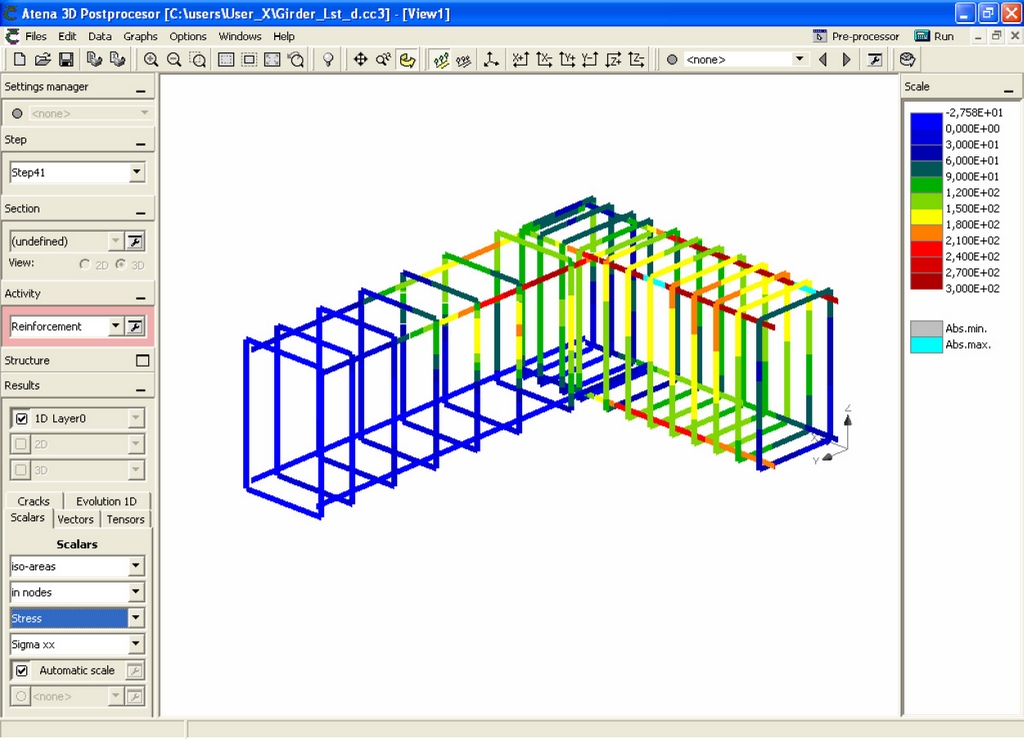 Atena 3D Postprocesor [C:\users\User_X\Girder_Lst_d.cc3] - [View1]
Files Edit Data Graphs Options Windows Help Pre-processor Run
<none>
Settings manager
<none>
Step
Step41
Section
(undefined)
View: 2D 3D
Activity
Reinforcement
Structure
Results
1D Layer0
2D
3D
Cracks Evolution 1D
Scalars Vectors Tensors
Scalars
iso-areas
in nodes
Stress
Sigma xx
Automatic scale
<none>
Scale
-2,758E+01
0,000E+00
3,000E+01
6,000E+01
9,000E+01
1,200E+02
1,500E+02
1,800E+02
2,100E+02
2,400E+02
2,700E+02
3,000E+02
Abs.min.
Abs.max.
Z
X
Y